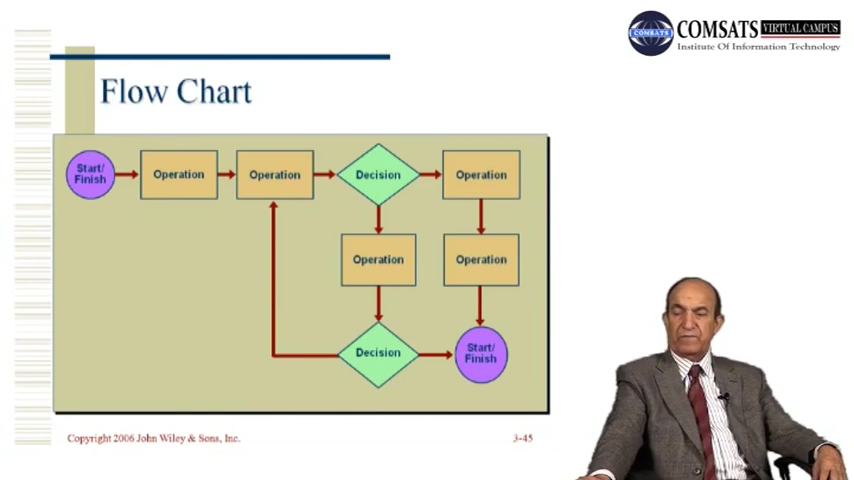 COMSATS
COMSATS VIRTUAL CAMPUS
Institute Of Information Technology
Flow Chart
Start/
Finish
Operation
Operation
Decision
Operation
Operation
Operation
Decision
Start/
Finish
Copyright 2006 John Wiley & Sons, Inc.
3-45